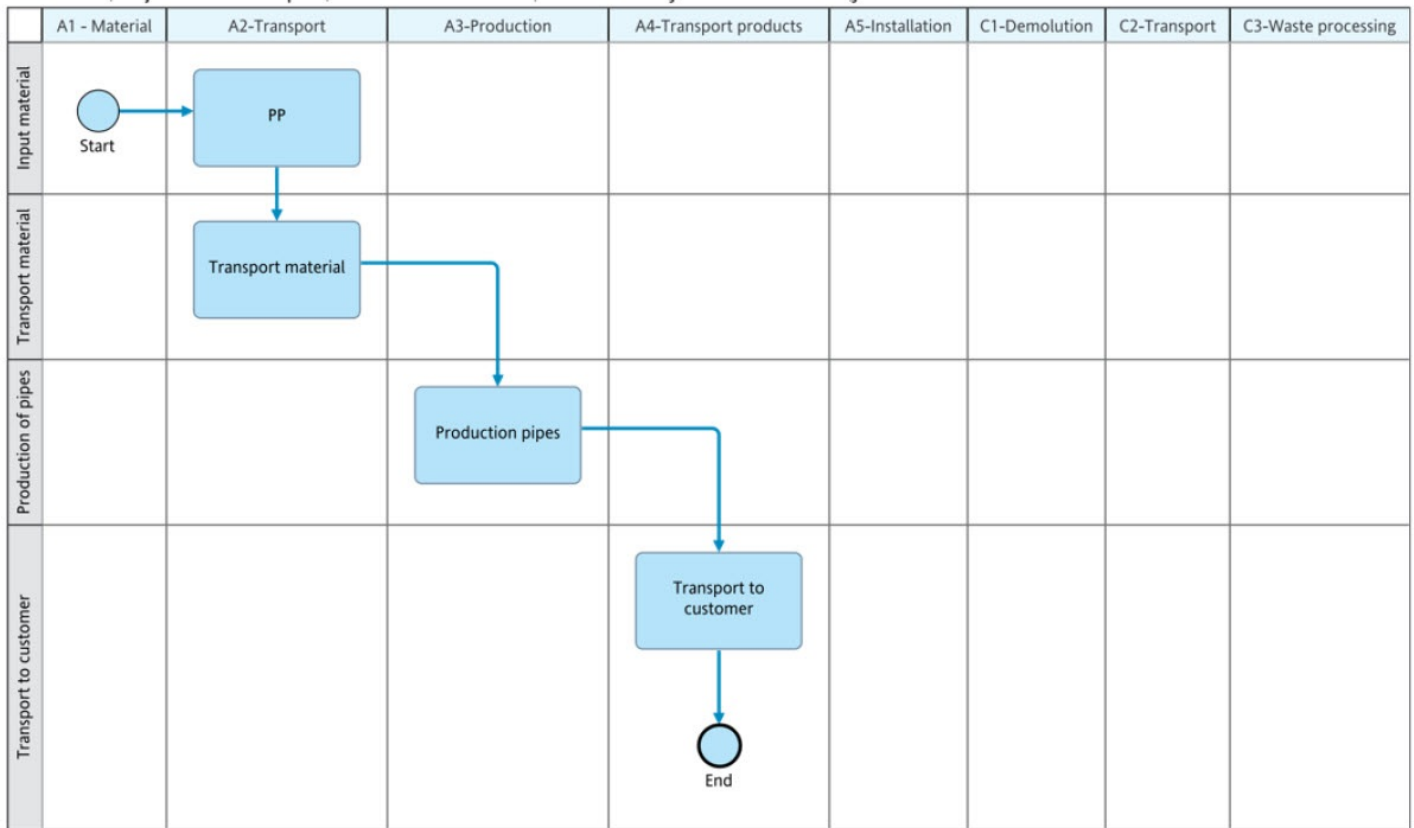 A1 - Material
A2-Transport
A3-Production
A4-Transport products
A5-Installation
C1-Demolution
C2-Transport
C3-Waste processing
Input material
Start
PP
Transport material
Transport material
Production of pipes
Production pipes
Transport to customer
Transport to
customer
End